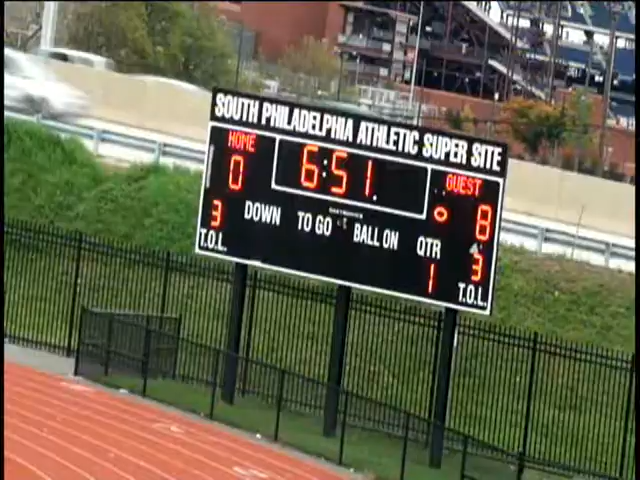 SOUTH PHILADELPHIA ATHLETIC SUPER SITE
HOME 6:51. GUEST
0 8
3 DOWN TO GO BALL ON QTR 3
T.O.L. 1 T.O.L.